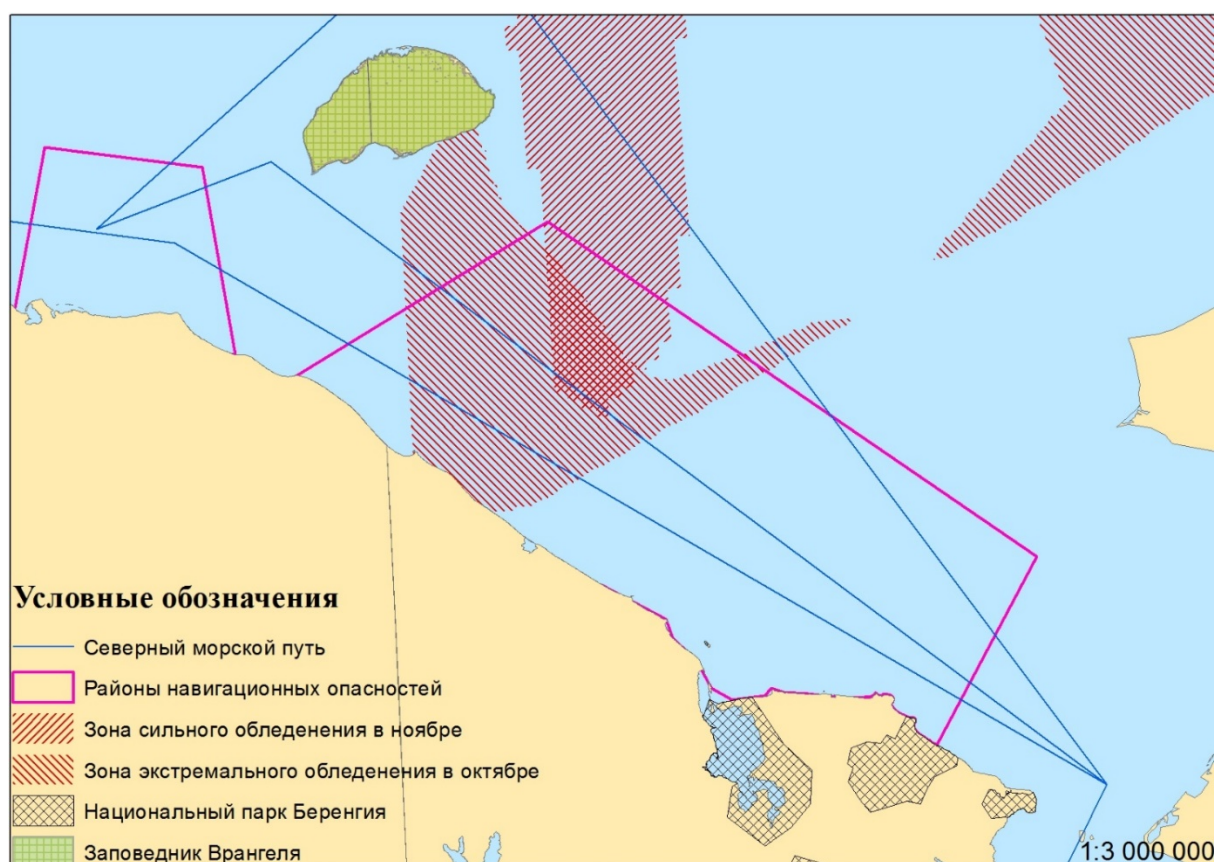 Условные обозначения
Северный морской путь
Районы навигационных опасностей
Зона сильного обледенения в ноябре
Зона экстремального обледенения в октябре
Национальный парк Беренгия
Заповедник Врангеля
1:3 000 000